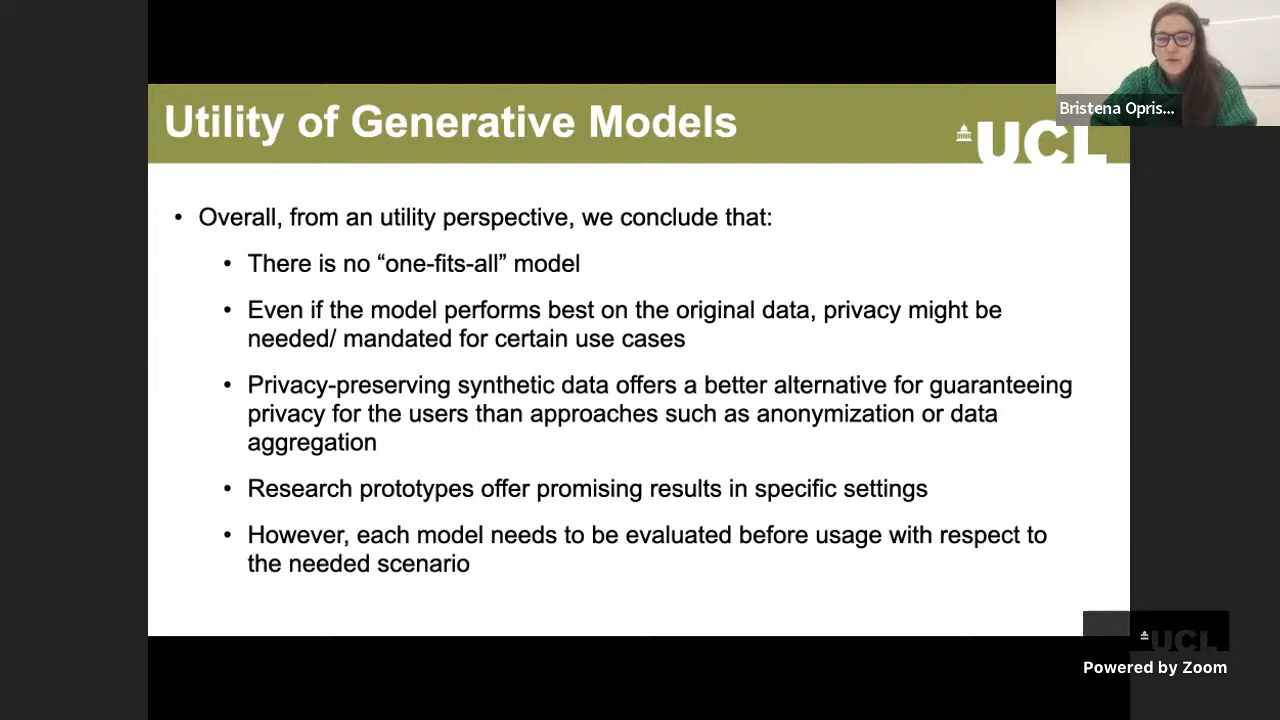 Bristena Opris...
Utility of Generative Models
UCL
• Overall, from an utility perspective, we conclude that:
• There is no “one-fits-all” model
• Even if the model performs best on the original data, privacy might be
needed/ mandated for certain use cases
• Privacy-preserving synthetic data offers a better alternative for guaranteeing
privacy for the users than approaches such as anonymization or data
aggregation
• Research prototypes offer promising results in specific settings
• However, each model needs to be evaluated before usage with respect to
the needed scenario
UCL
Powered by Zoom